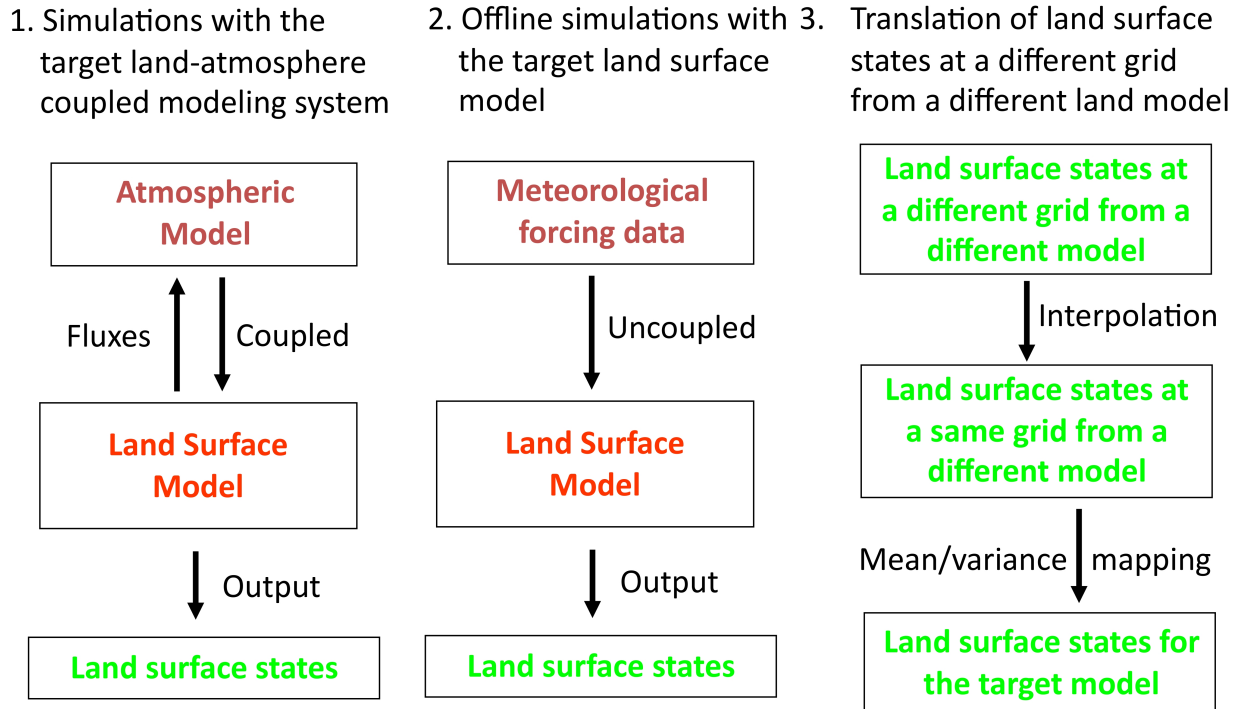 1. Simulations with the
target land-atmosphere
coupled modeling system
Atmospheric
Model
Fluxes
Coupled
Land Surface
Model
Output
Land surface states
2. Offline simulations with
the target land surface
model
Meteorological
forcing data
Uncoupled
Land Surface
Model
Output
Land surface states
3. Translation of land surface
states at a different grid
from a different land model
Land surface states at
a different grid from a
different model
Interpolation
Land surface states at
a same grid from a
different model
Mean/variance mapping
Land surface states for
the target model